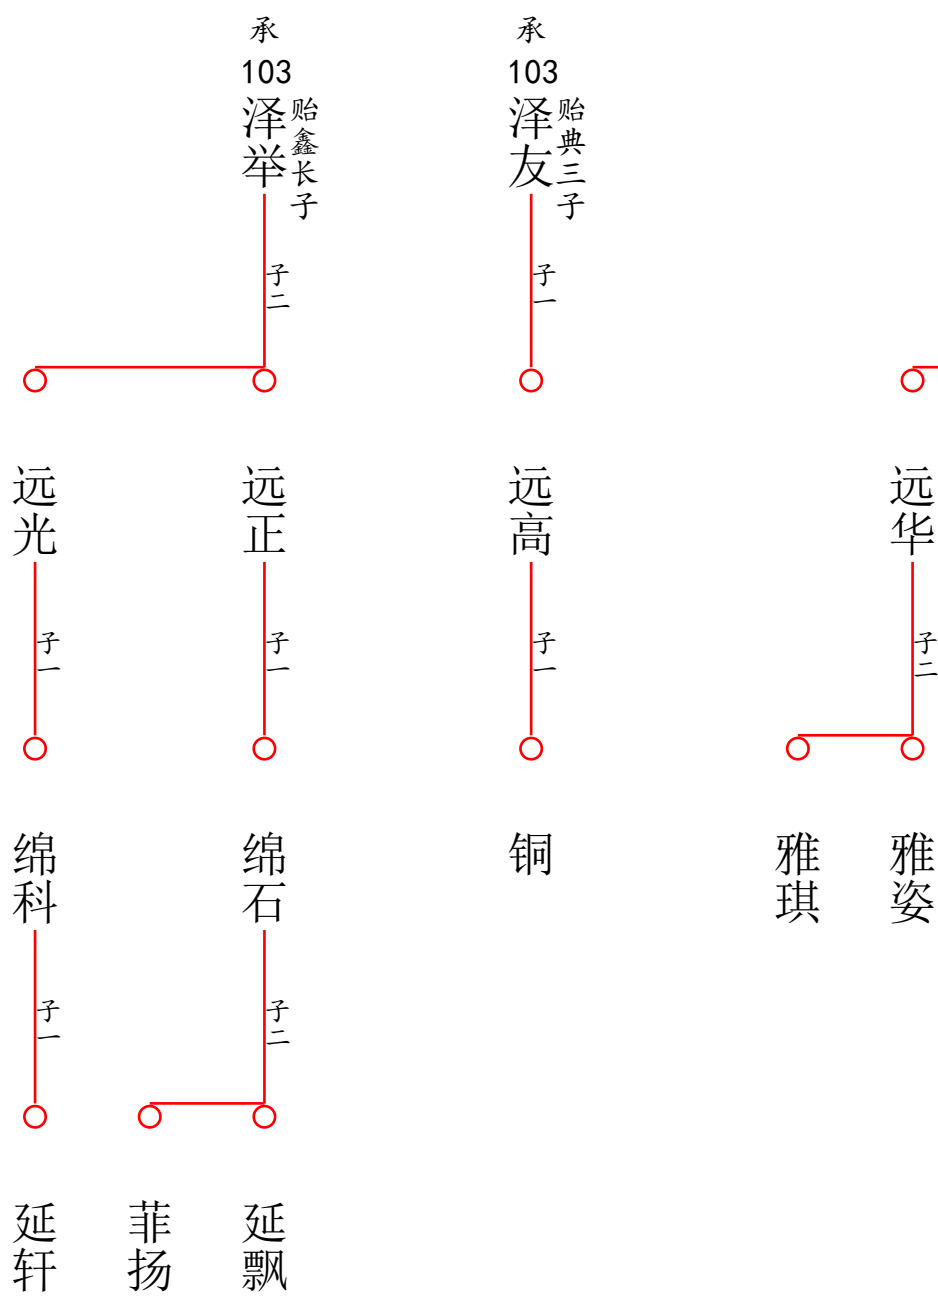 承
103
泽举
贻鑫长子
子二
承
103
泽友
贻典三子
子一
远光
远正
远高
远华
子一
子一
子一
子二
绵科
绵石
铜
雅琪
雅姿
子一
子二
延轩
菲扬
延飘